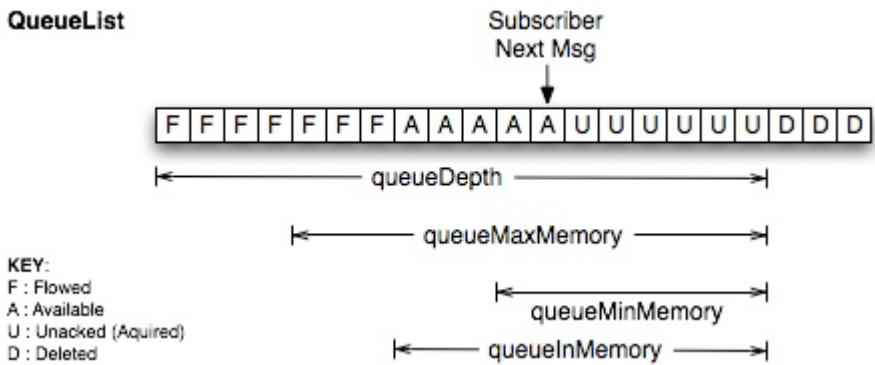 QueueList
Subscriber
Next Msg
F F F F F F F A A A A A U U U U U U D D D
queueDepth
queueMaxMemory
KEY:
F : Flowed
A : Available
U : Unacked (Aquired)
D : Deleted
queueMinMemory
queueInMemory